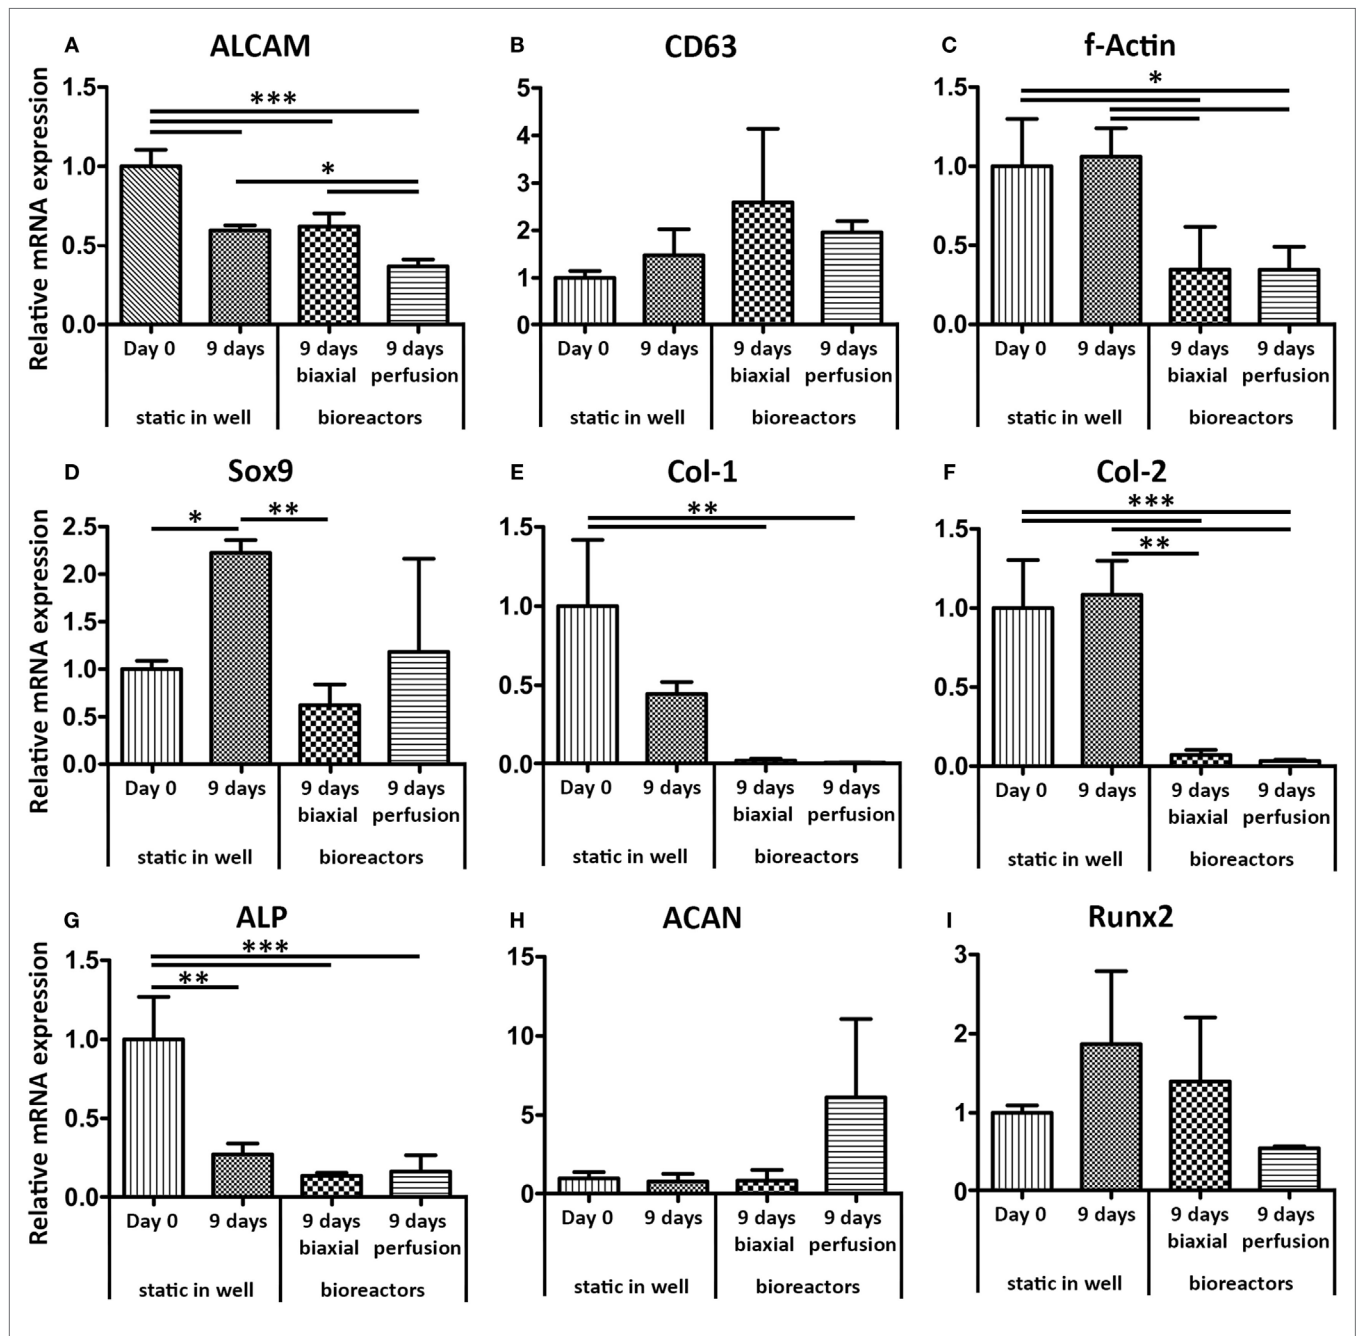 A ALCAM
Relative mRNA expression
***
*
1.5
1.0
0.5
0.0
Day 0 9 days 9 days 9 days
biaxial perfusion
static in well bioreactors
B CD63
5
4
3
2
1
0
Day 0 9 days 9 days 9 days
biaxial perfusion
static in well bioreactors
C f-Actin
*
1.5
1.0
0.5
0.0
Day 0 9 days 9 days 9 days
biaxial perfusion
static in well bioreactors
D Sox9
Relative mRNA expression
* **
2.5
2.0
1.5
1.0
0.5
0.0
Day 0 9 days 9 days 9 days
biaxial perfusion
static in well bioreactors
E Col-1
**
1.5
1.0
0.5
0.0
Day 0 9 days 9 days 9 days
biaxial perfusion
static in well bioreactors
F Col-2
***
**
1.5
1.0
0.5
0.0
Day 0 9 days 9 days 9 days
biaxial perfusion
static in well bioreactors
G ALP
Relative mRNA expression
***
**
1.5
1.0
0.5
0.0
Day 0 9 days 9 days 9 days
biaxial perfusion
static in well bioreactors
H ACAN
15
10
5
0
Day 0 9 days 9 days 9 days
biaxial perfusion
static in well bioreactors
I Runx2
3
2
1
0
Day 0 9 days 9 days 9 days
biaxial perfusion
static in well bioreactors